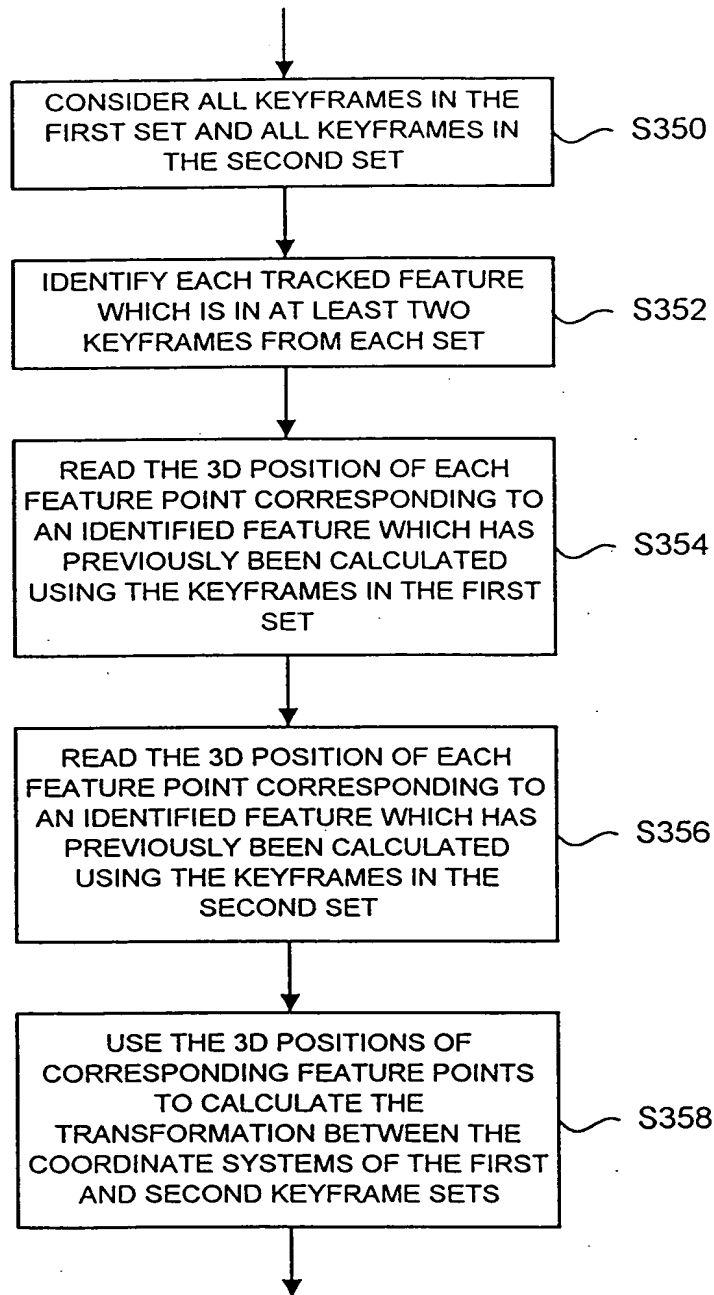 CONSIDER ALL KEYFRAMES IN THE
FIRST SET AND ALL KEYFRAMES IN
THE SECOND SET
S350
IDENTIFY EACH TRACKED FEATURE
WHICH IS IN AT LEAST TWO
KEYFRAMES FROM EACH SET
S352
READ THE 3D POSITION OF EACH
FEATURE POINT CORRESPONDING TO
AN IDENTIFIED FEATURE WHICH HAS
PREVIOUSLY BEEN CALCULATED
USING THE KEYFRAMES IN THE FIRST
SET
S354
READ THE 3D POSITION OF EACH
FEATURE POINT CORRESPONDING TO
AN IDENTIFIED FEATURE WHICH HAS
PREVIOUSLY BEEN CALCULATED
USING THE KEYFRAMES IN THE
SECOND SET
S356
USE THE 3D POSITIONS OF
CORRESPONDING FEATURE POINTS
TO CALCULATE THE
TRANSFORMATION BETWEEN THE
COORDINATE SYSTEMS OF THE FIRST
AND SECOND KEYFRAME SETS
S358